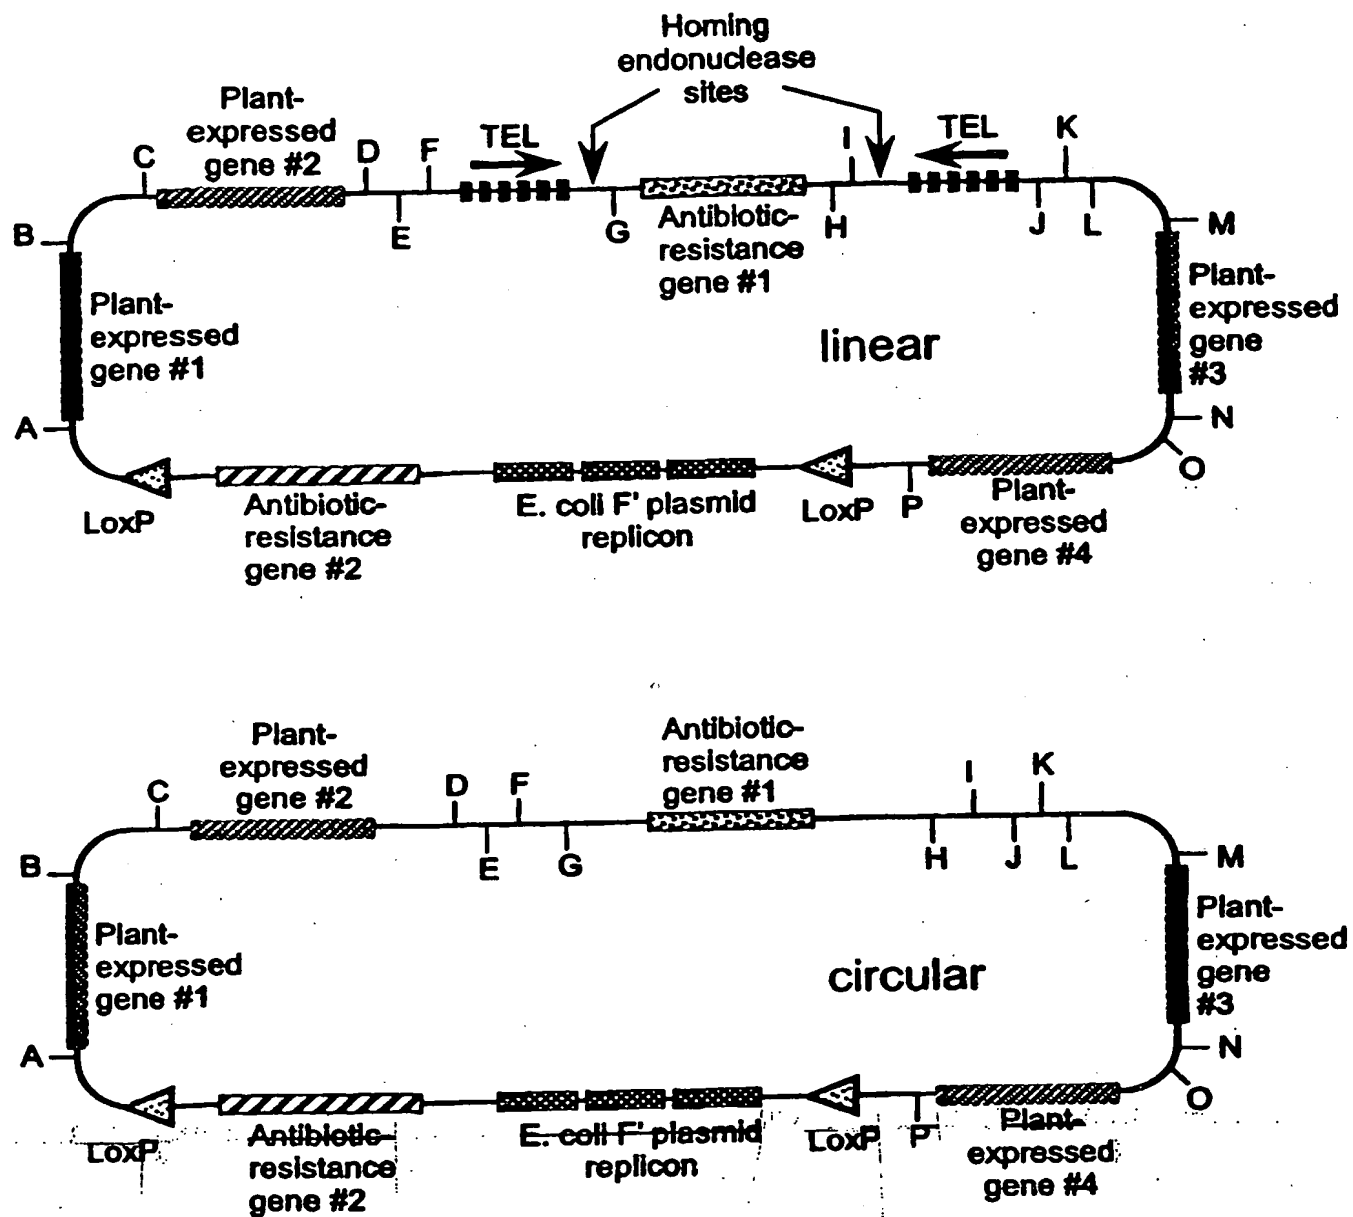 Homing
endonuclease
sites
Plant-
expressed
gene #2
C
D
F
TEL
I
TEL
K
B
E
G
Antibiotic-
resistance
gene #1
H
J
L
M
Plant-
expressed
gene #1
linear
Plant-
expressed
gene
#3
A
N
O
LoxP
Antibiotic-
resistance
gene #2
E. coli F' plasmid
replicon
LoxP
P
Plant-
expressed
gene #4
Plant-
expressed
gene #2
Antibiotic-
resistance
gene #1
C
D
F
I
K
B
E
G
H
J
L
M
Plant-
expressed
gene #1
circular
Plant-
expressed
gene
#3
A
N
O
LoxP
Antibiotic-
resistance
gene #2
E. coli F' plasmid
replicon
LoxP
P
Plant-
expressed
gene #4